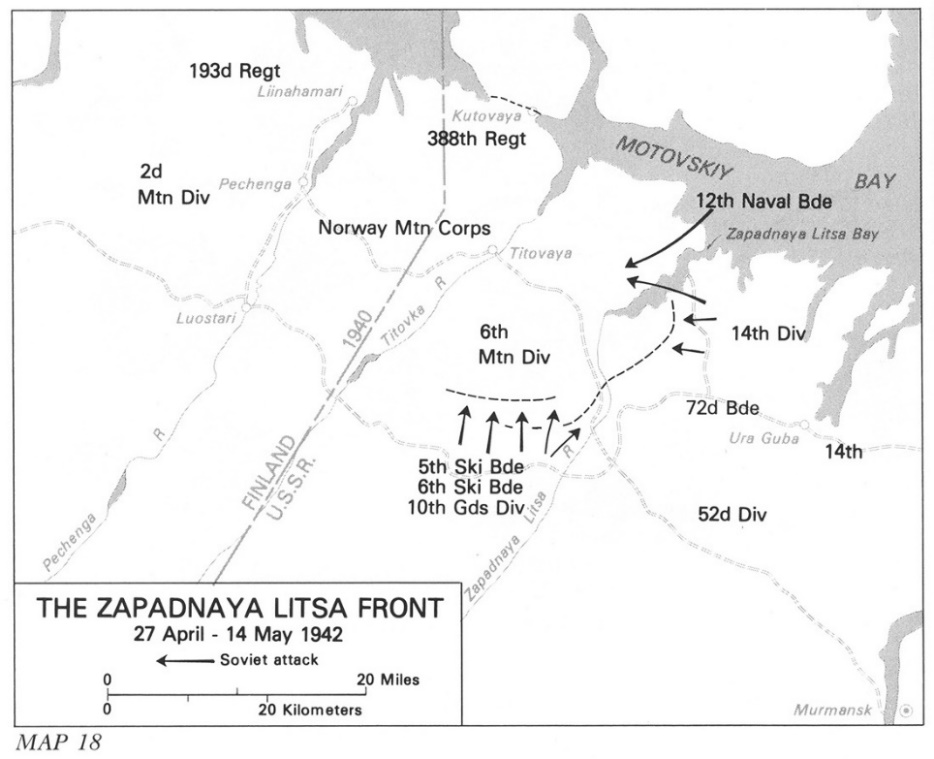 193d Regt
Liinahamari
Kutovaya
388th Regt
MOTOVSKIY
BAY
2d
Mtn Div
Pechenga
12th Naval Bde
Norway Mtn Corps
Zapadnaya Litsa Bay
Titovaya
Luostari
1940
Titovka R
6th
Mtn Div
14th Div
72d Bde
Ura Guba
14th
FINLAND
U.S.S.R.
5th Ski Bde
6th Ski Bde
10th Gds Div
Pechenga R
Zapadnaya Litsa R
52d Div
THE ZAPADNAYA LITSA FRONT
27 April - 14 May 1942
Soviet attack
0 20 Miles
0 20 Kilometers
Murmansk
MAP 18